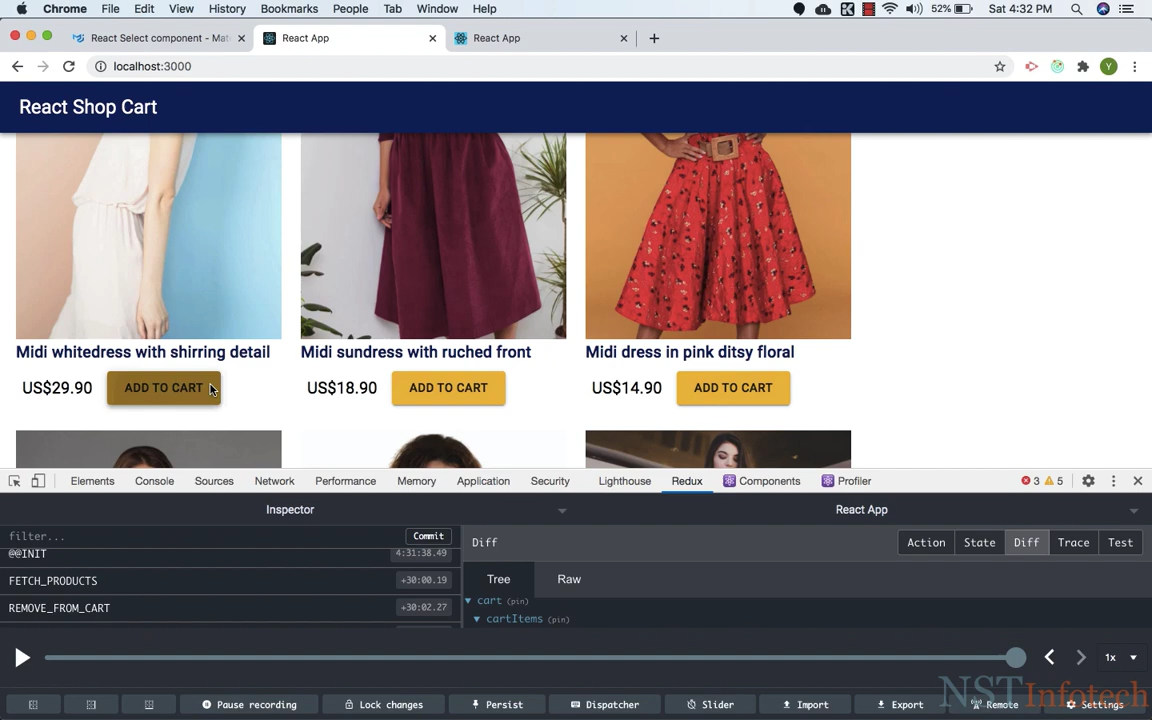 Chrome File Edit View History Bookmarks People Tab Window Help 52% Sat 4:32 PM
React Select component - Mate React App React App
localhost:3000 Y
React Shop Cart
Midi whitedress with shirring detail Midi sundress with ruched front Midi dress in pink ditsy floral
US$29.90 ADD TO CART US$18.90 ADD TO CART US$14.90 ADD TO CART
Elements Console Sources Network Performance Memory Application Security Lighthouse Redux Components Profiler 3 5
Inspector React App
filter... Commit Diff Action State Diff Trace Test
@@INIT 4:31:38.49
Tree Raw
FETCH_PRODUCTS +30:00.19
cart (pin)
REMOVE_FROM_CART +30:02.27
cartItems (pin)
1x
NST Infotech
Pause recording Lock changes Persist Dispatcher Slider Import Export Remote Settings